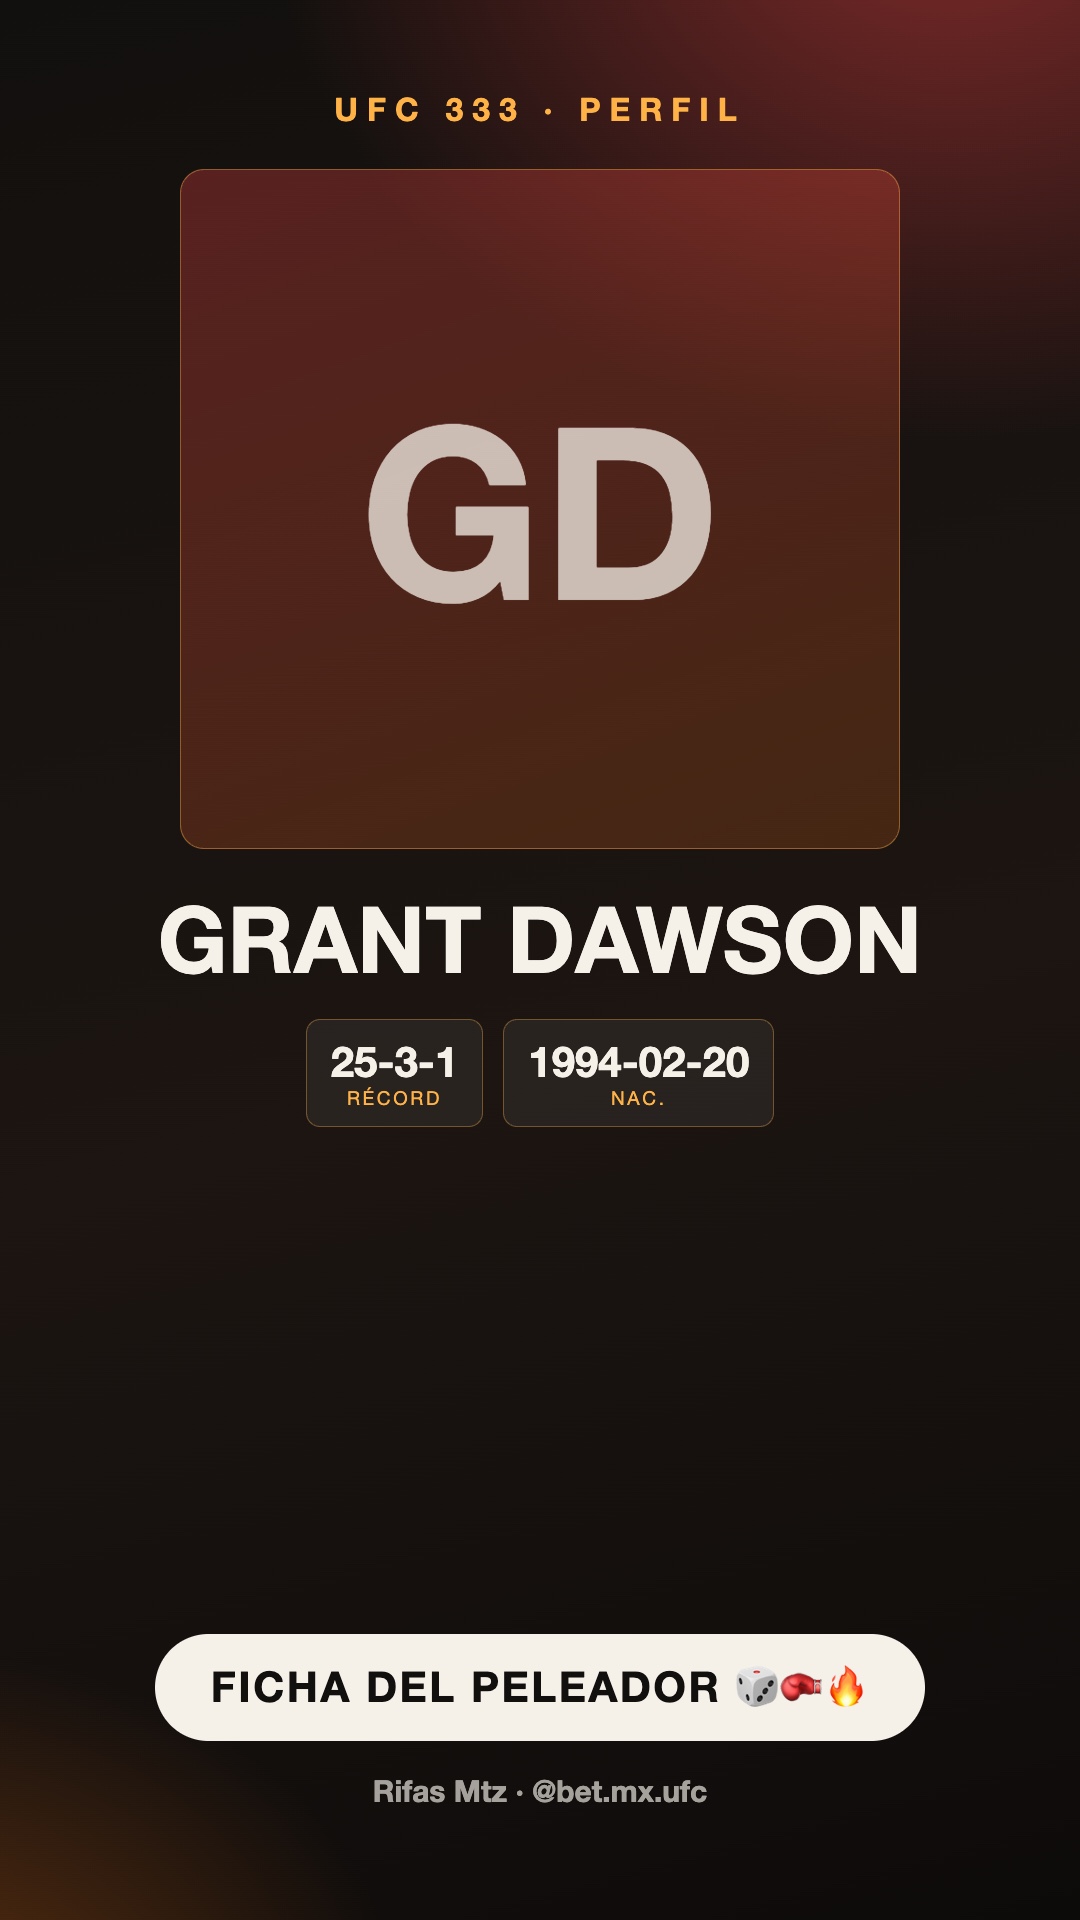 UFC 333 · PERFIL
GD
GRANT DAWSON
25-3-1
RÉCORD
1994-02-20
NAC.
FICHA DEL PELEADOR 🎲🥊🔥
Rifas Mtz · @bet.mx.ufc